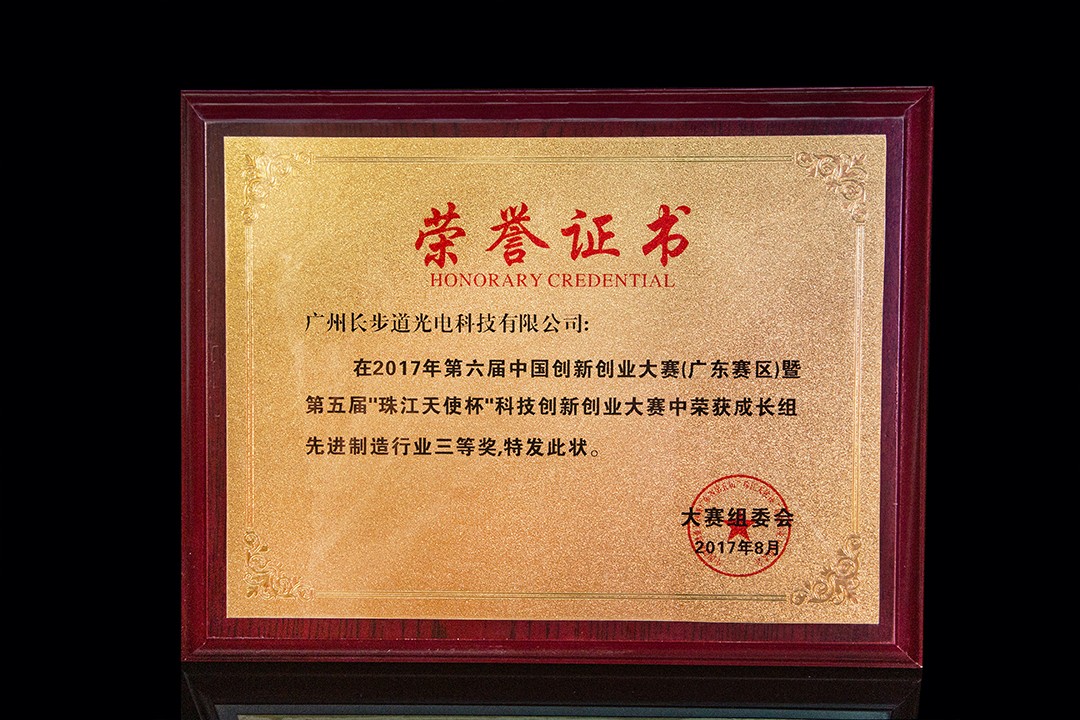 荣誉证书
HONORARY CREDENTIAL
广州长步道光电科技有限公司:
在2017年第六届中国创新创业大赛(广东赛区)暨
第五届"珠江天使杯"科技创新创业大赛中荣获成长组
先进制造行业三等奖,特发此状。
大赛组委会
2017年8月